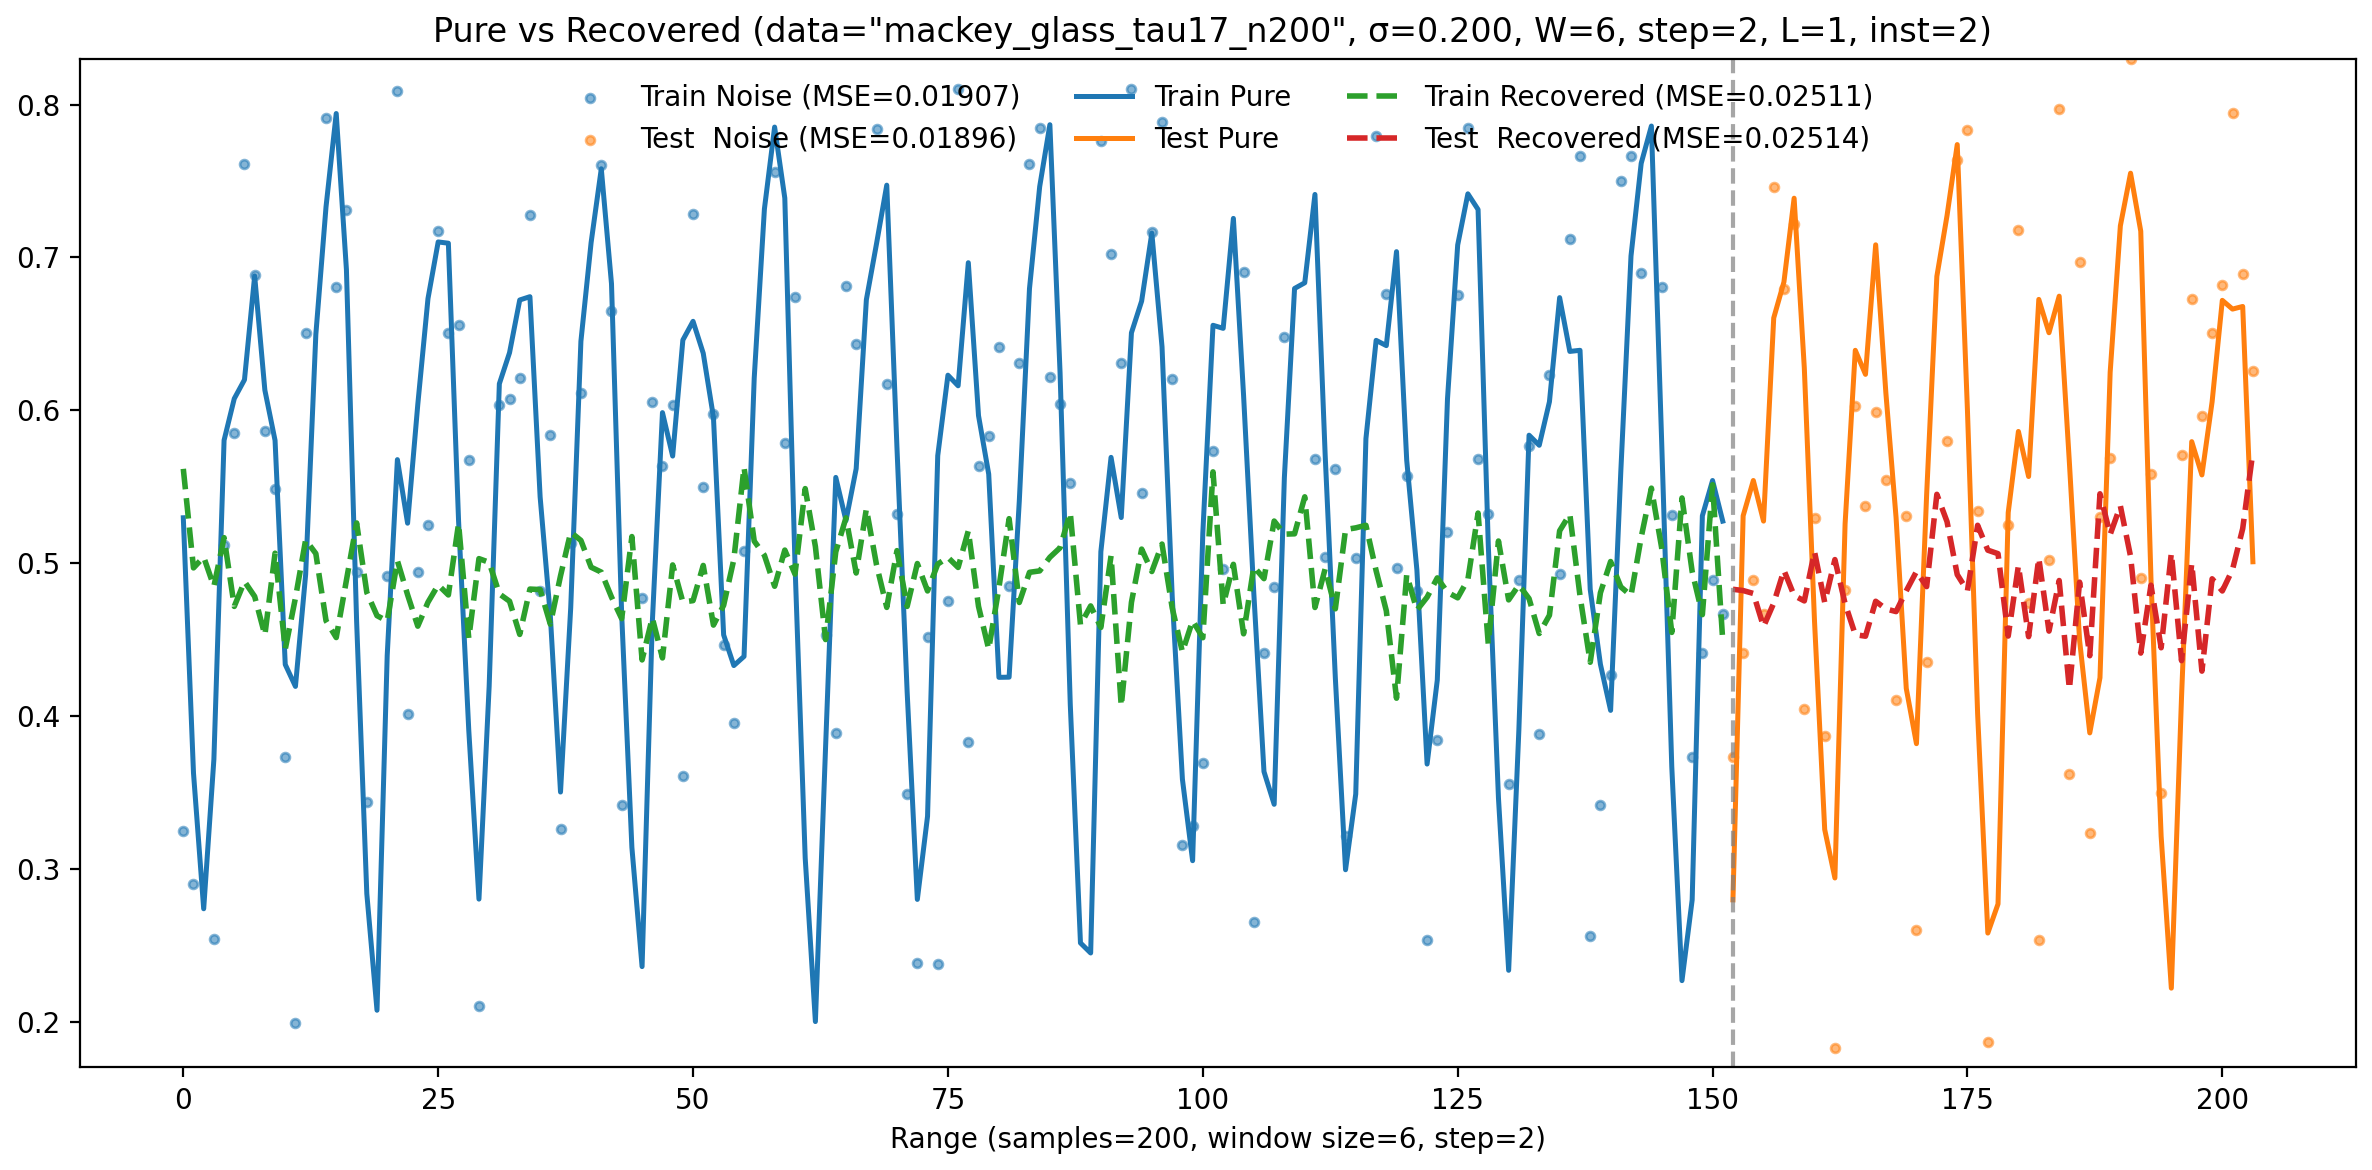 Pure vs Recovered (data="mackey_glass_tau17_n200", σ=0.200, W=6, step=2, L=1, inst=2)
Train Noise (MSE=0.01907)
Test  Noise (MSE=0.01896)
Train Pure
Test Pure
Train Recovered (MSE=0.02511)
Test  Recovered (MSE=0.02514)
0.8
0.7
0.6
0.5
0.4
0.3
0.2
0 25 50 75 100 125 150 175 200
Range (samples=200, window size=6, step=2)